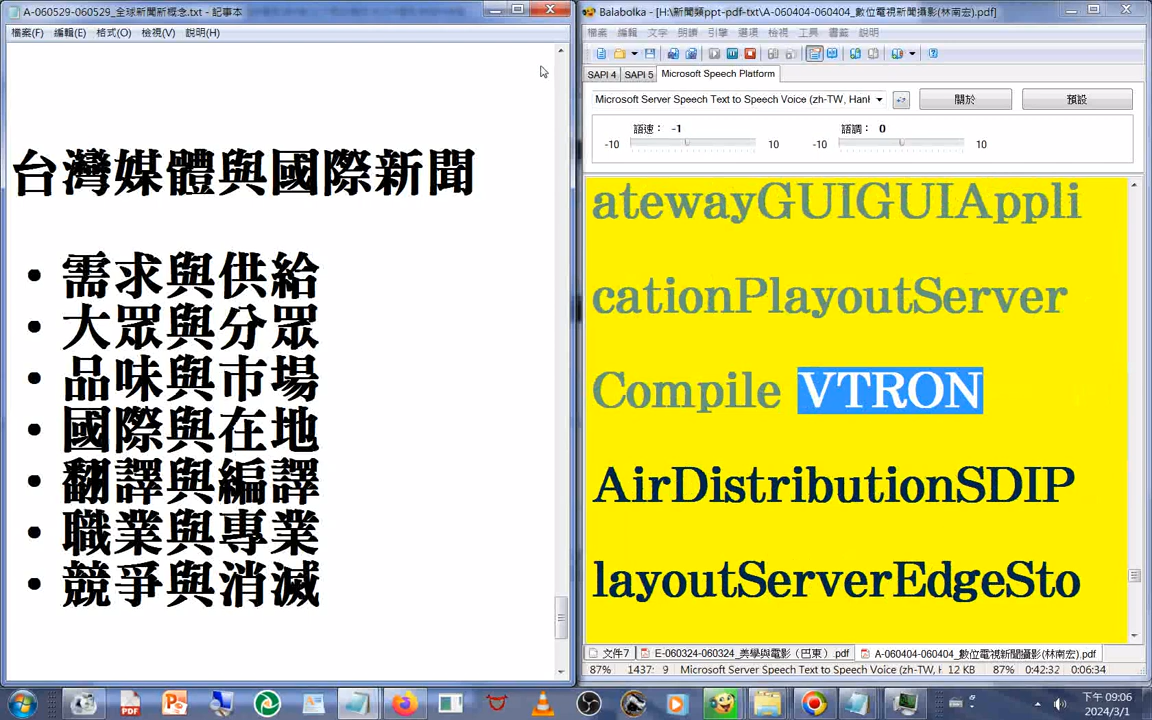 A-060529-060529_全球新聞新概念.txt - 記事本
檔案(F) 編輯(E) 格式(O) 檢視(V) 說明(H)
台灣媒體與國際新聞
• 需求與供給
• 大眾與分眾
• 品味與市場
• 國際與在地
• 翻譯與編譯
• 職業與專業
• 競爭與消滅
Balabolka - [H:\新聞類ppt-pdf-txt\A-060404-060404_數位電視新聞攝影(林南宏).pdf]
檔案 編輯 文字 朗讀 引擎 選項 檢視 工具 書籤 說明
SAPI 4 SAPI 5 Microsoft Speech Platform
Microsoft Server Speech Text to Speech Voice (zh-TW, HanH 關於 預設
語速： -1 語調： 0
-10 10 -10 10
atewayGUIGUIAppli
cationPlayoutServer
Compile VTRON
AirDistributionSDIP
layoutServerEdgeSto
文件7 E-060324-060324_美學與電影（巴東）.pdf A-060404-060404_數位電視新聞攝影(林南宏).pdf
87% 1437: 9 Microsoft Server Speech Text to Speech Voice (zh-TW, H 12 KB 87% 0:42:32 0:06:34
下午 09:06
2024/3/1